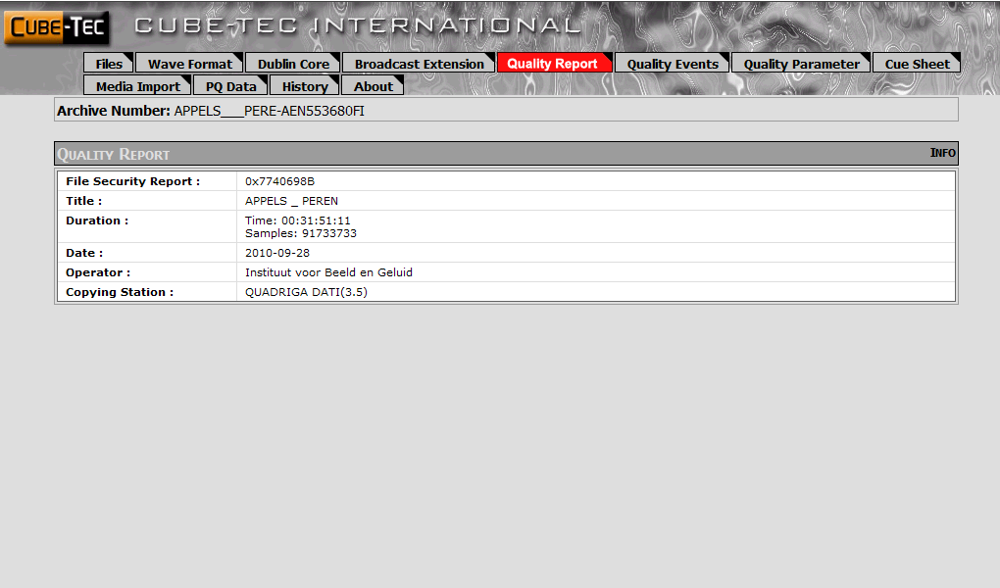 CUBE-TEC CUBE-TEC INTERNATIONAL
Files Wave Format Dublin Core Broadcast Extension Quality Report Quality Events Quality Parameter Cue Sheet
Media Import PQ Data History About
Archive Number: APPELS___PERE-AEN553680FI
QUALITY REPORT INFO
File Security Report : 0x7740698B
Title : APPELS _ PEREN
Duration : Time: 00:31:51:11
Samples: 91733733
Date : 2010-09-28
Operator : Instituut voor Beeld en Geluid
Copying Station : QUADRIGA DATI(3.5)